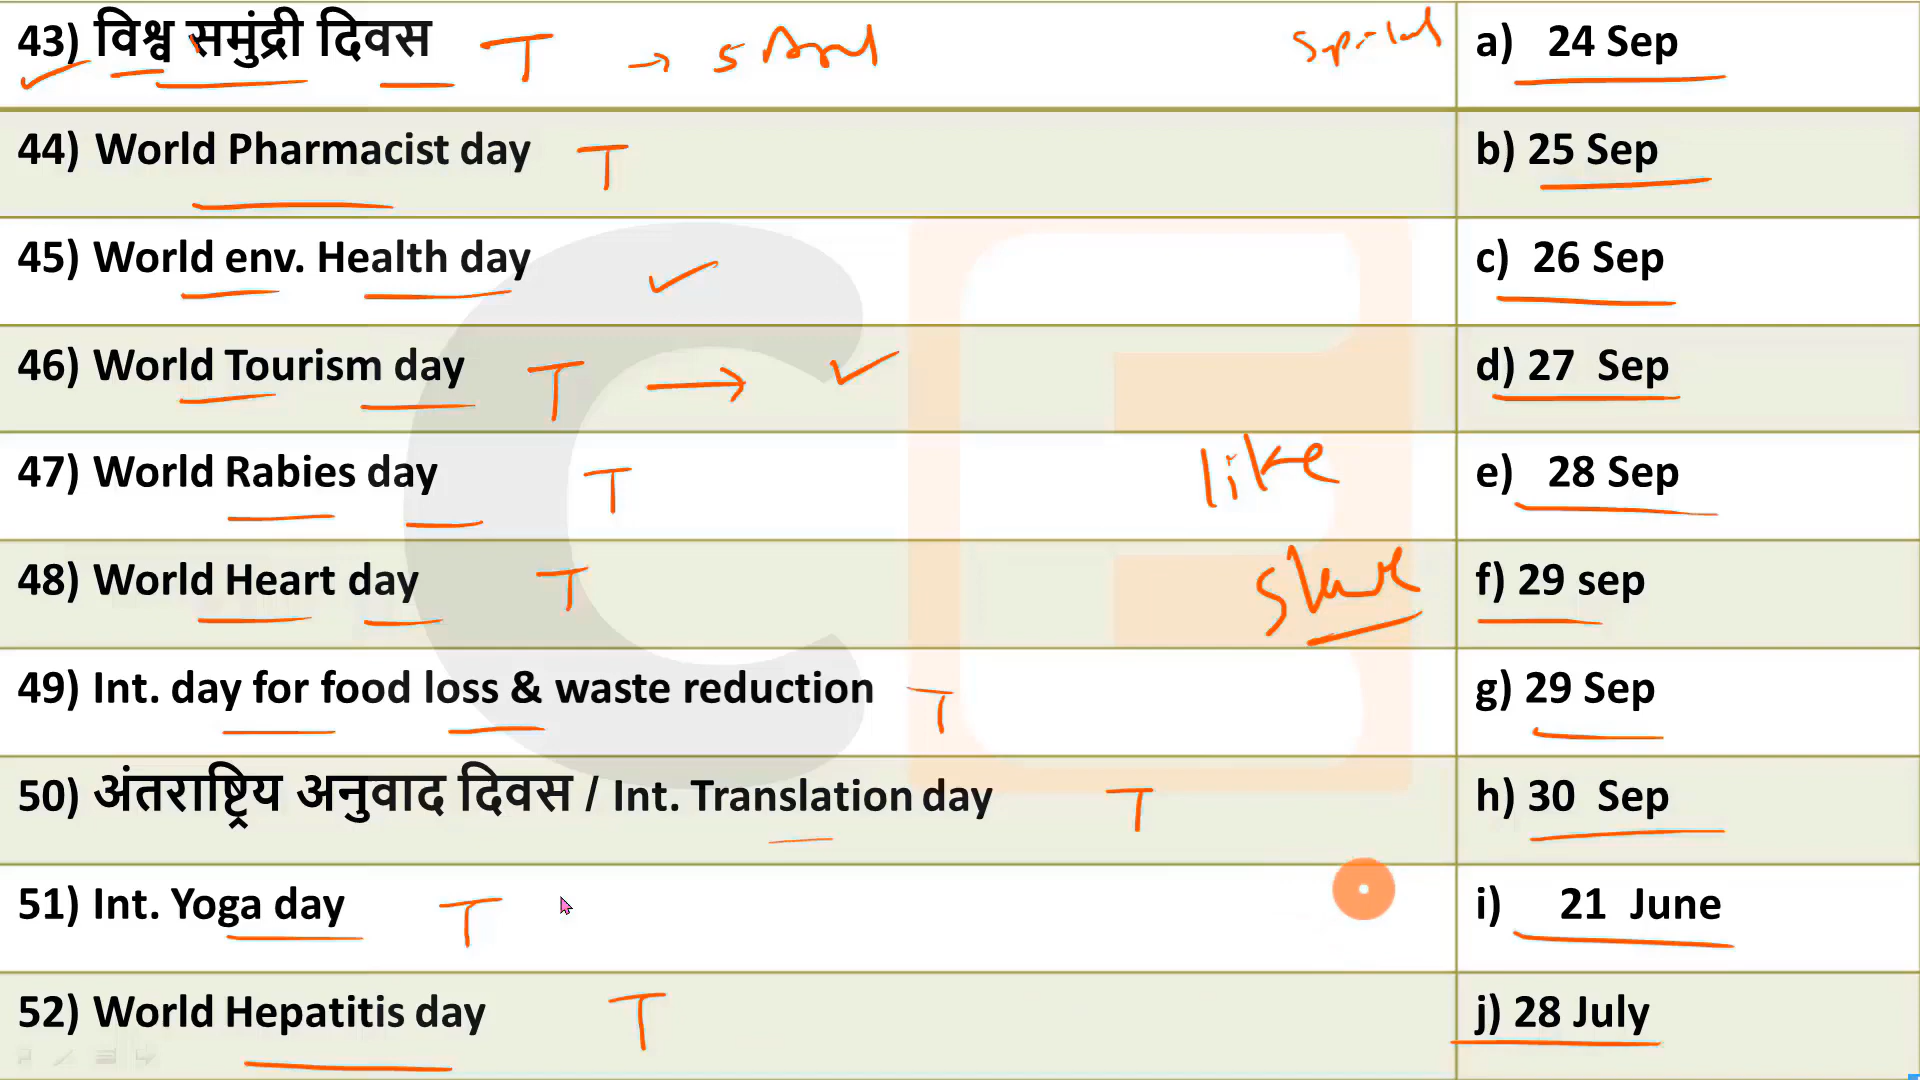 43) विश्व समुंद्री दिवस T → 5 a) 24 Sep
44) World Pharmacist day T b) 25 Sep
45) World env. Health day c) 26 Sep
46) World Tourism day T → d) 27 Sep
47) World Rabies day T like e) 28 Sep
48) World Heart day T f) 29 sep
49) Int. day for food loss & waste reduction T g) 29 Sep
50) अंतराष्ट्रिय अनुवाद दिवस / Int. Translation day T h) 30 Sep
51) Int. Yoga day T i) 21 June
52) World Hepatitis day T j) 28 July